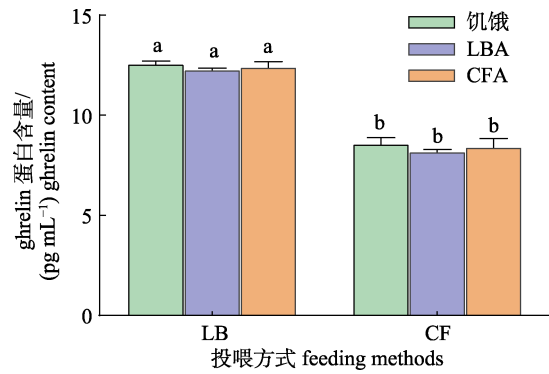 ghrelin 蛋白含量/
(pg mL⁻¹) ghrelin content
15
10
5
0
饥饿
LBA
CFA
a a a
b b b
LB CF
投喂方式 feeding methods